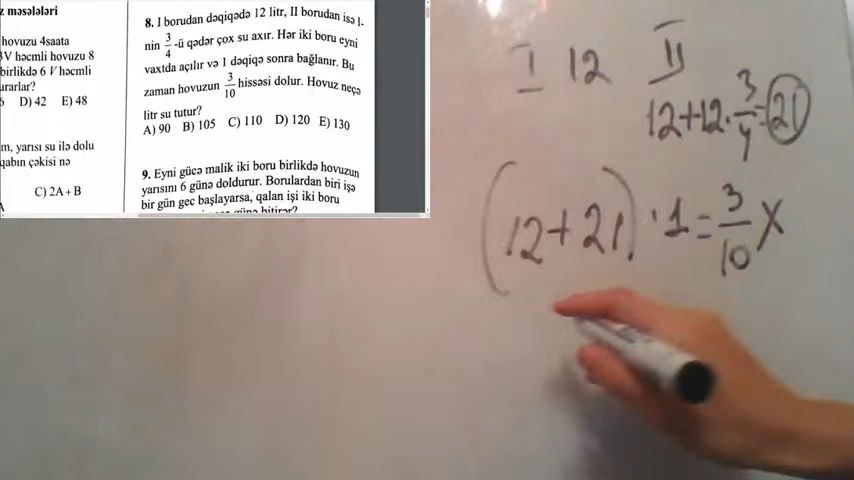 z məsələləri
hovuzu 4saata
3V həcmli hovuzu 8
birlikdə 6 V həcmli
urarlar?
D) 42 E) 48
m, yarısı su ilə dolu
qabın çəkisi nə
C) 2A+B
8. I borudan dəqiqədə 12 litr, II borudan isə I-
nin 3/4 -ü qədər çox su axır. Hər iki boru eyni
vaxtda açılır və 1 dəqiqə sonra bağlanır. Bu
zaman hovuzun 3/10 hissəsi dolur. Hovuz neçə
litr su tutur?
A) 90 B) 105 C) 110 D) 120 E) 130
9. Eyni gücə malik iki boru birlikdə hovuzun
yarısını 6 günə doldurur. Borulardan biri işə
bir gün gec başlayarsa, qalan işi iki boru
günə bitirər?
I 12 II
12+12·3/4=21
(12+21)·1=3/10 X